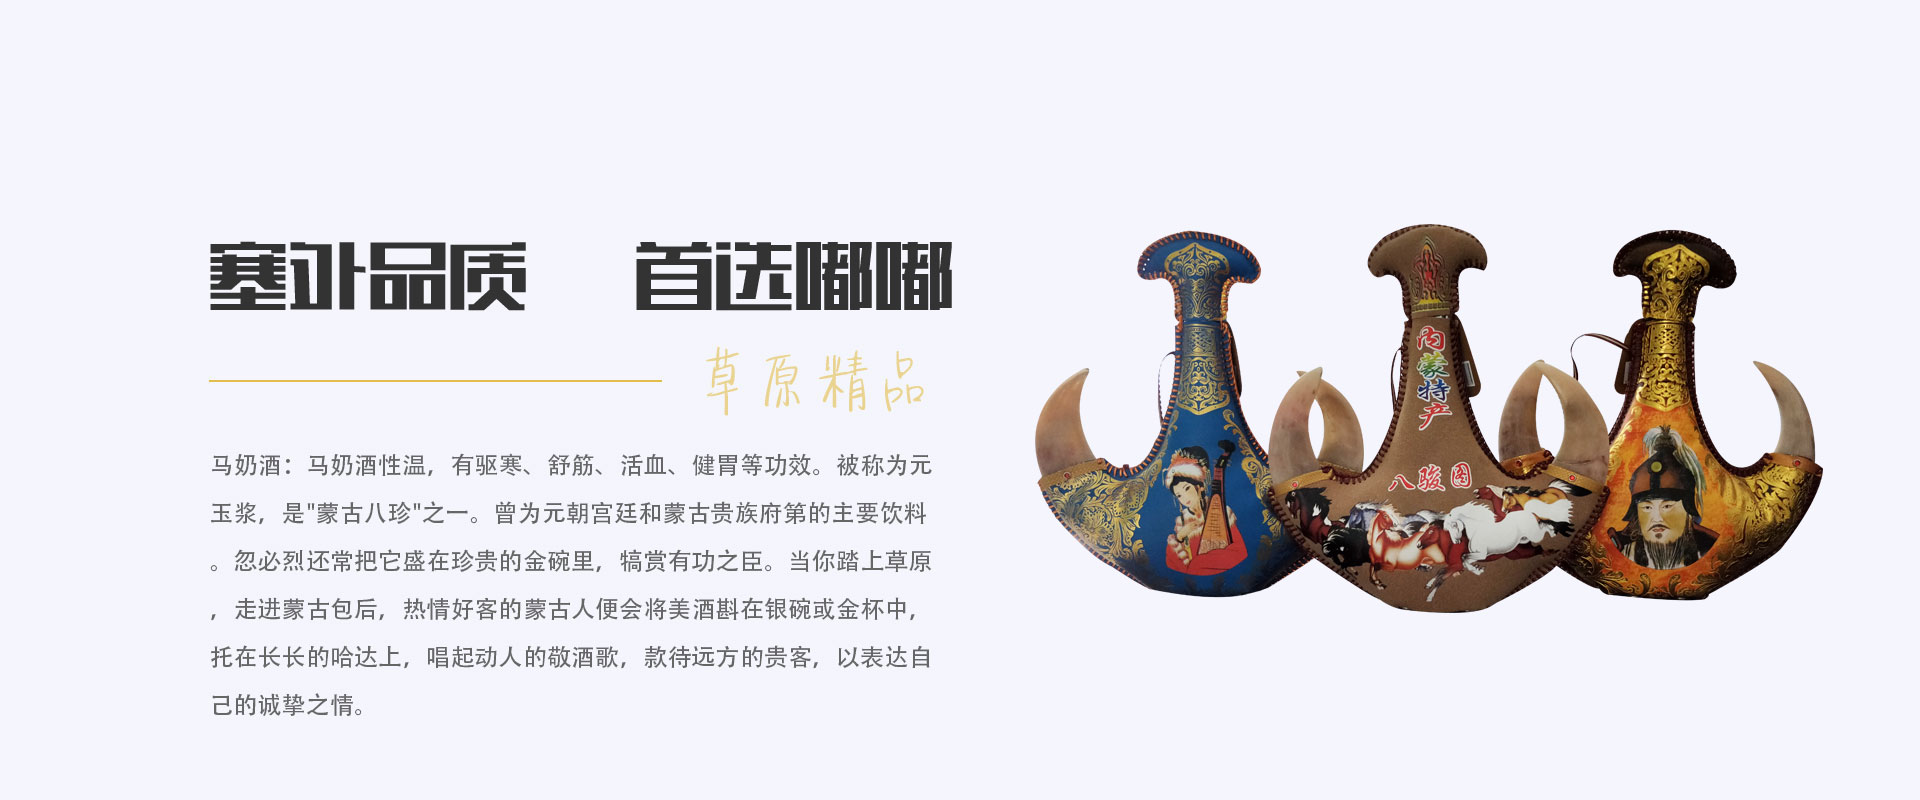 塞外品质 首选嘟嘟
草原精品
马奶酒：马奶酒性温，有驱寒、舒筋、活血、健胃等功效。被称为元
玉浆，是"蒙古八珍"之一。曾为元朝宫廷和蒙古贵族府第的主要饮料
。忽必烈还常把它盛在珍贵的金碗里，犒赏有功之臣。当你踏上草原
，走进蒙古包后，热情好客的蒙古人便会将美酒斟在银碗或金杯中，
托在长长的哈达上，唱起动人的敬酒歌，款待远方的贵客，以表达自
己的诚挚之情。
内蒙特产
八骏图